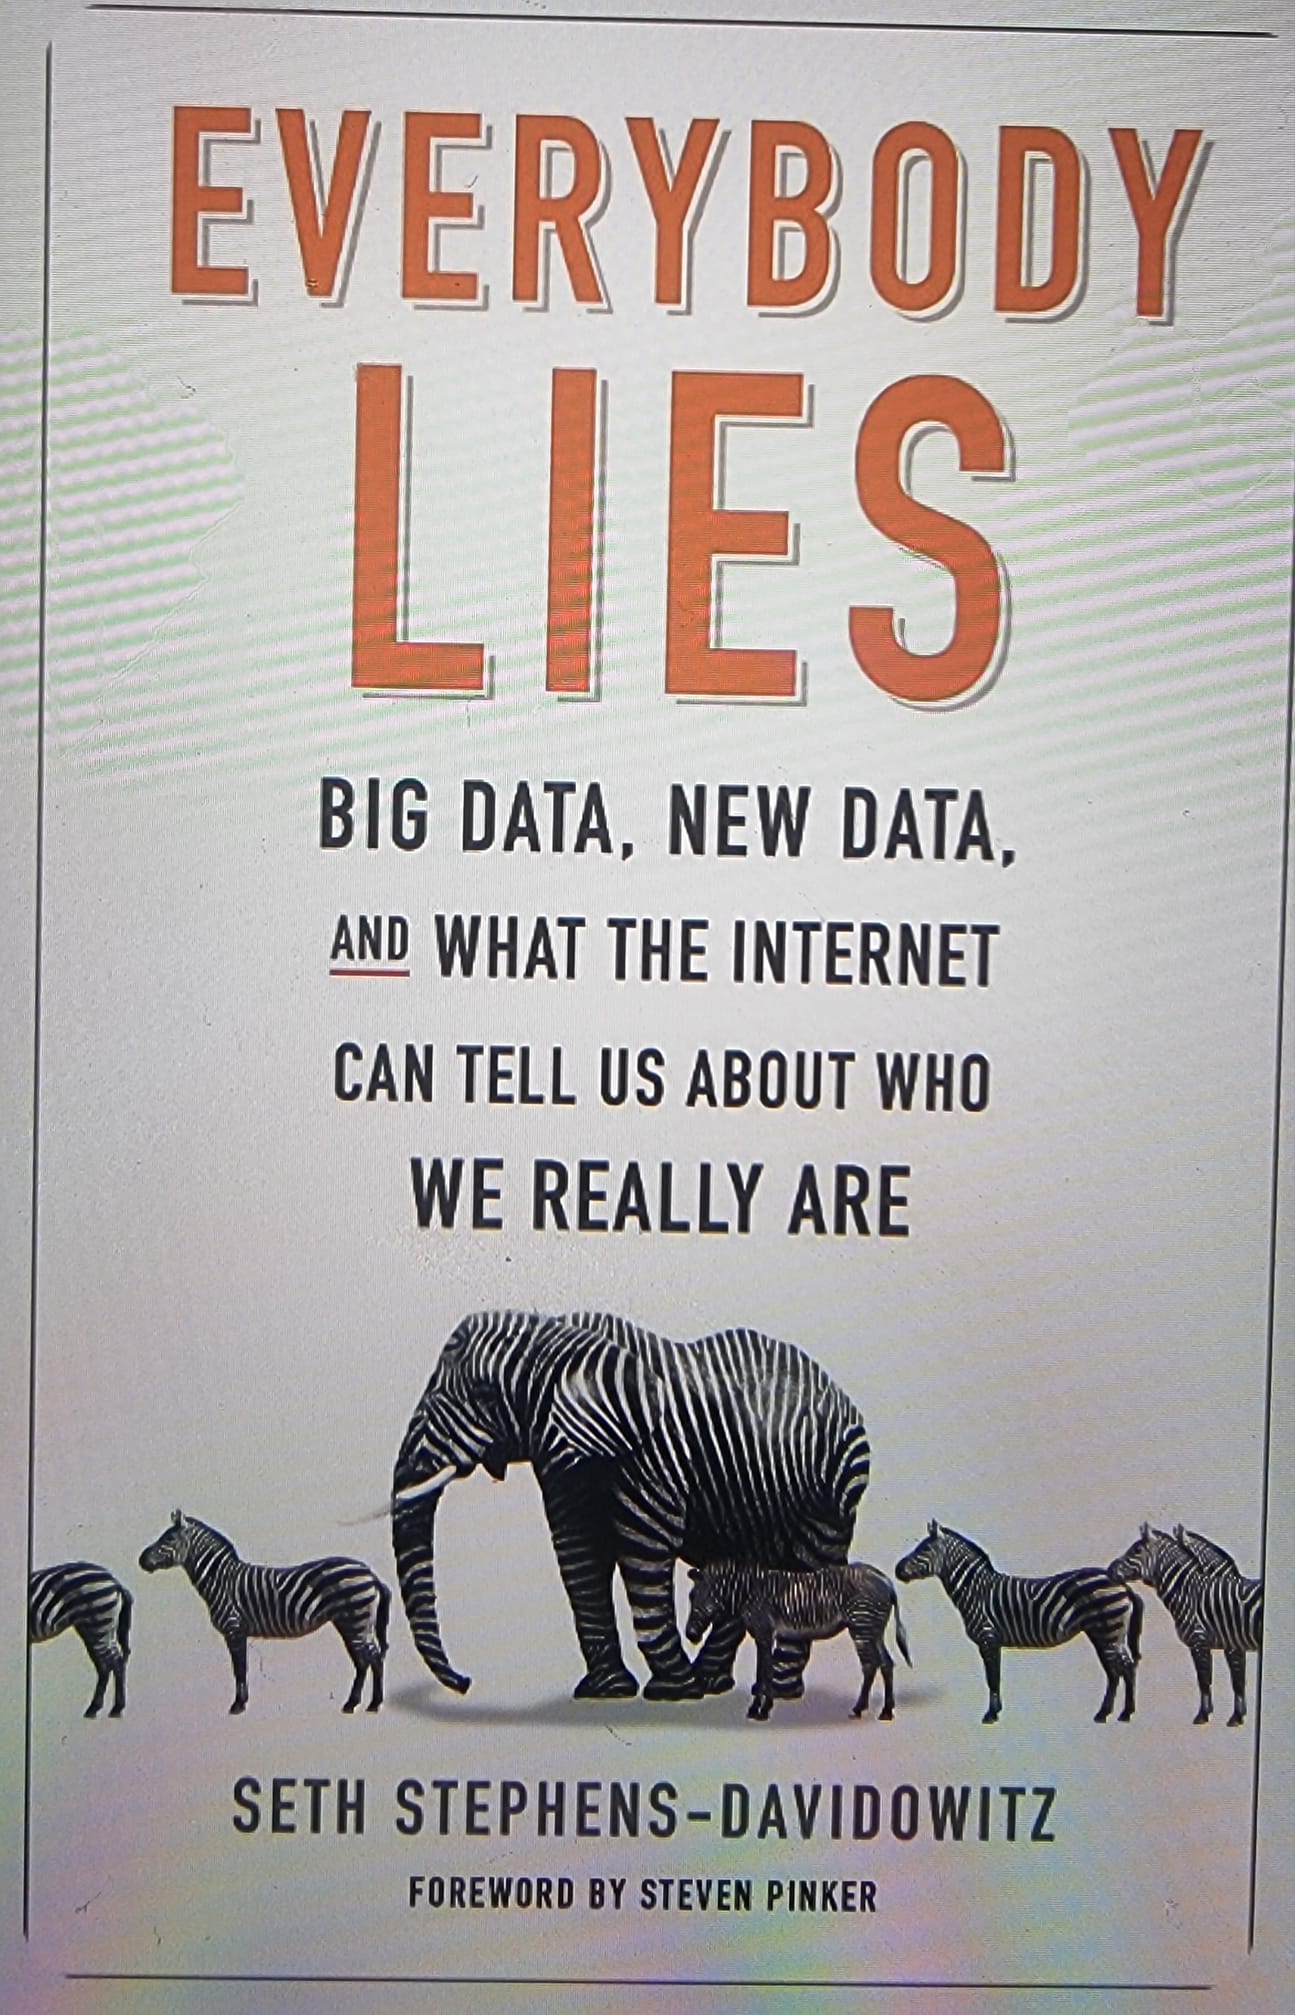 EVERYBODY
LIES
BIG DATA, NEW DATA,
AND WHAT THE INTERNET
CAN TELL US ABOUT WHO
WE REALLY ARE
SETH STEPHENS-DAVIDOWITZ
FOREWORD BY STEVEN PINKER